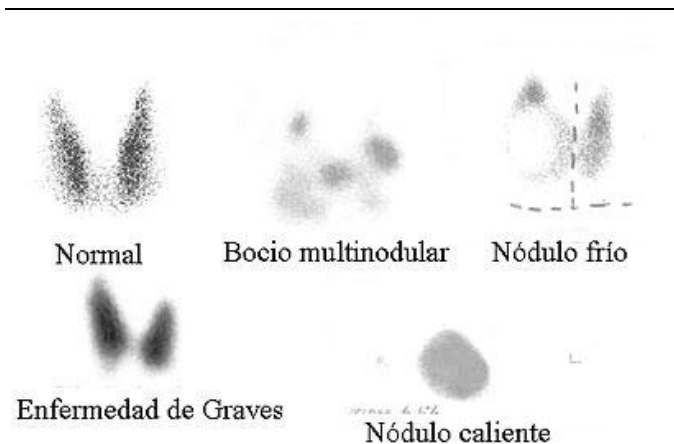 Normal
Bocio multinodular
Nódulo frío
Enfermedad de Graves
Nódulo caliente